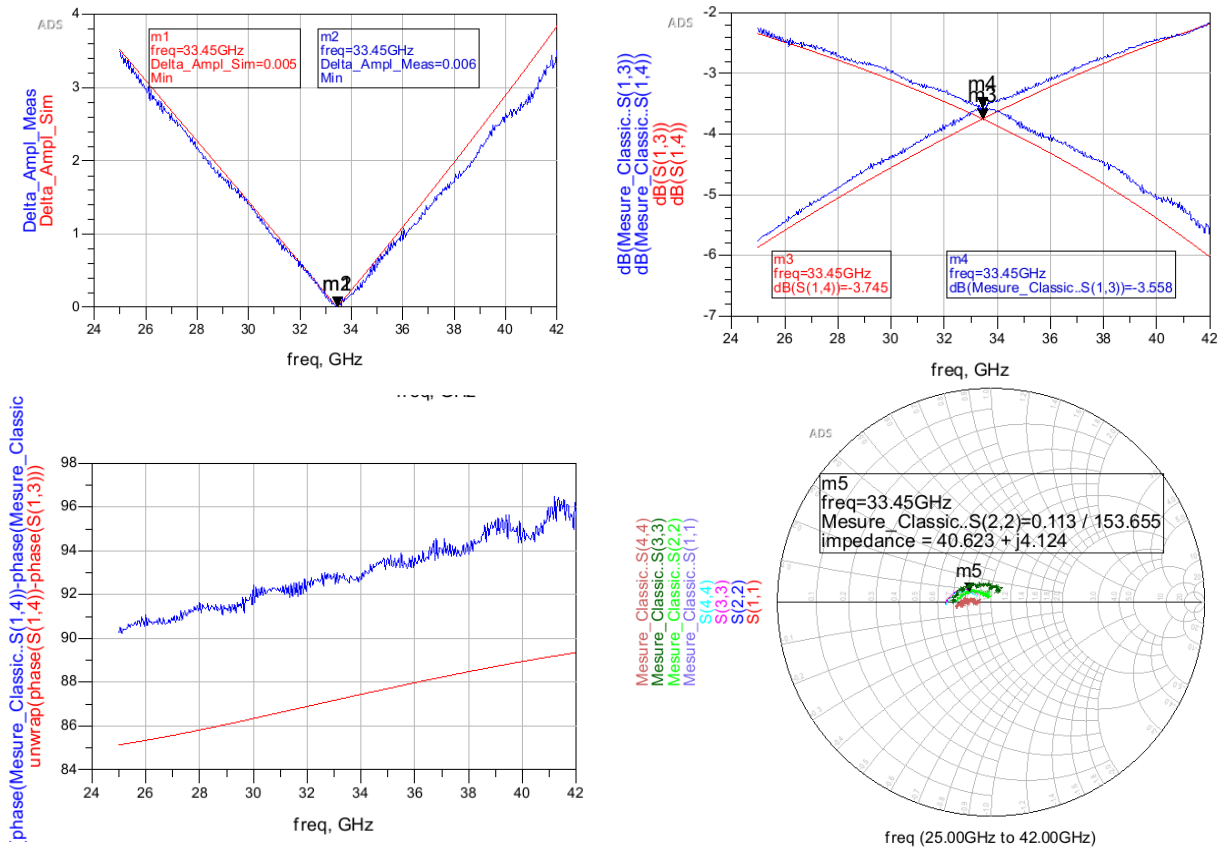 ADS
m1
freq=33.45GHz
Delta_Ampl_Sim=0.005
Min
m2
freq=33.45GHz
Delta_Ampl_Meas=0.006
Min
Delta_Ampl_Meas
Delta_Ampl_Sim
4
3
2
1
0
24 26 28 30 32 34 36 38 40 42
freq, GHz
ADS
m4
m3
dB(Mesure_Classic..S(1,3))
dB(Mesure_Classic..S(1,4))
dB(S(1,3))
dB(S(1,4))
-2
-3
-4
-5
-6
-7
m3
freq=33.45GHz
dB(S(1,4))=-3.745
m4
freq=33.45GHz
dB(Mesure_Classic..S(1,3))=-3.558
24 26 28 30 32 34 36 38 40 42
freq, GHz
phase(Mesure_Classic..S(1,4))-phase(Mesure_Classic
unwrap(phase(S(1,4))-phase(S(1,3)))
98
96
94
92
90
88
86
84
24 26 28 30 32 34 36 38 40 42
freq, GHz
ADS
m5
freq=33.45GHz
Mesure_Classic..S(2,2)=0.113 / 153.655
impedance = 40.623 + j4.124
m5
Mesure_Classic..S(4,4)
Mesure_Classic..S(3,3)
Mesure_Classic..S(2,2)
Mesure_Classic..S(1,1)
S(4,4)
S(3,3)
S(2,2)
S(1,1)
freq (25.00GHz to 42.00GHz)